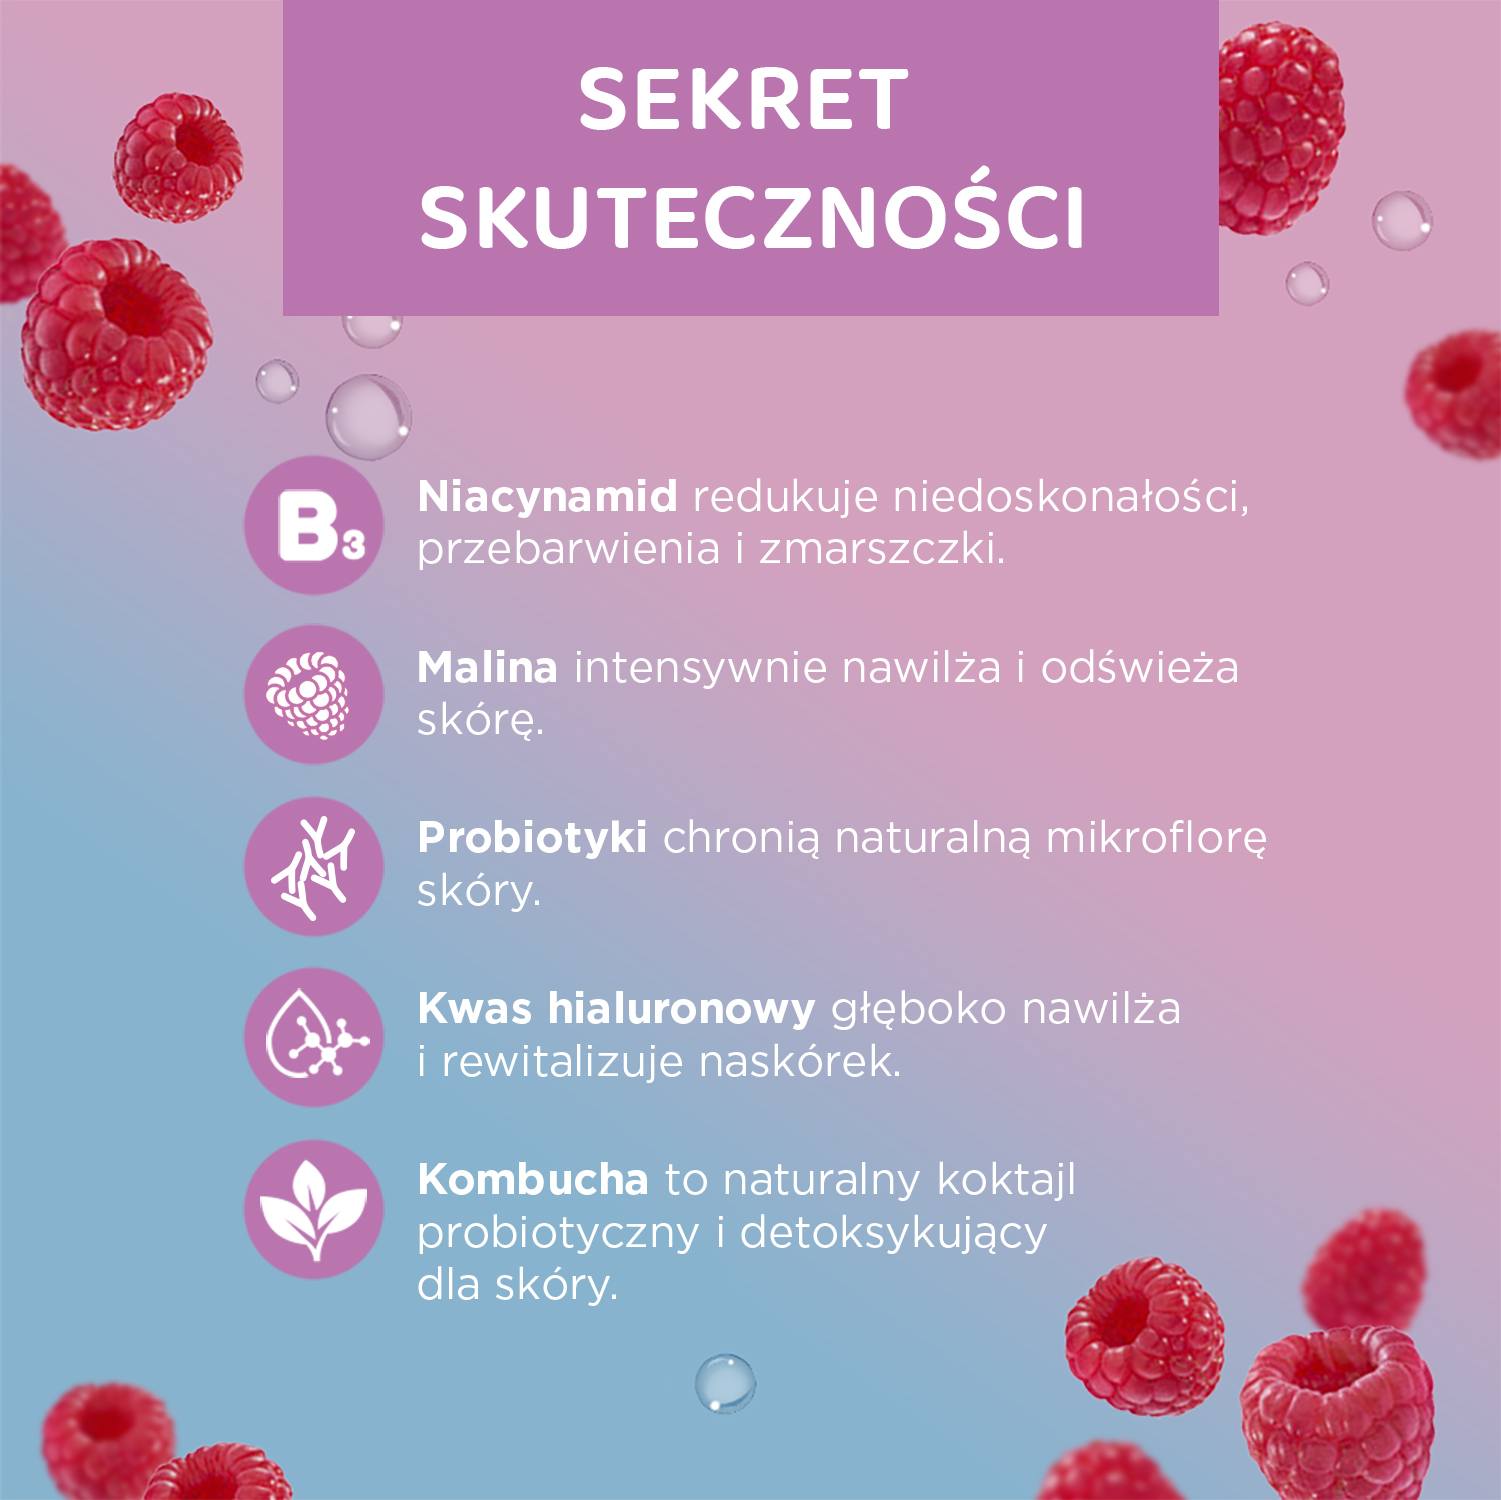 SEKRET
SKUTECZNOŚCI
B3
Niacynamid redukuje niedoskonałości,
przebarwienia i zmarszczki.
Malina intensywnie nawilża i odświeża
skórę.
Probiotyki chronią naturalną mikroflorę
skóry.
Kwas hialuronowy głęboko nawilża
i rewitalizuje naskórek.
Kombucha to naturalny koktajl
probiotyczny i detoksykujący
dla skóry.